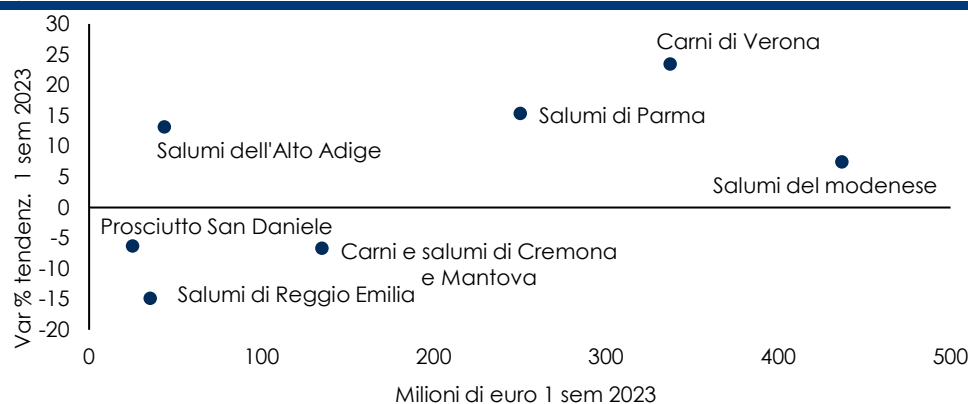 Var % tendenz. 1 sem 2023
30
25
20
15
10
5
0
-5
-10
-15
-20
Carni di Verona
Salumi di Parma
Salumi dell'Alto Adige
Salumi del modenese
Prosciutto San Daniele
Carni e salumi di Cremona
e Mantova
Salumi di Reggio Emilia
0 100 200 300 400 500
Milioni di euro 1 sem 2023